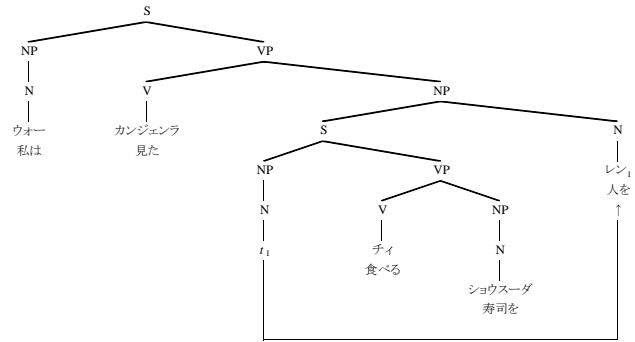 S
NP VP
N V NP
ウォー カンジェンラ S N
私は 見た
NP VP レン1
人を
N V NP ↑
t1 チィ N
食べる
ショウスーダ
寿司を